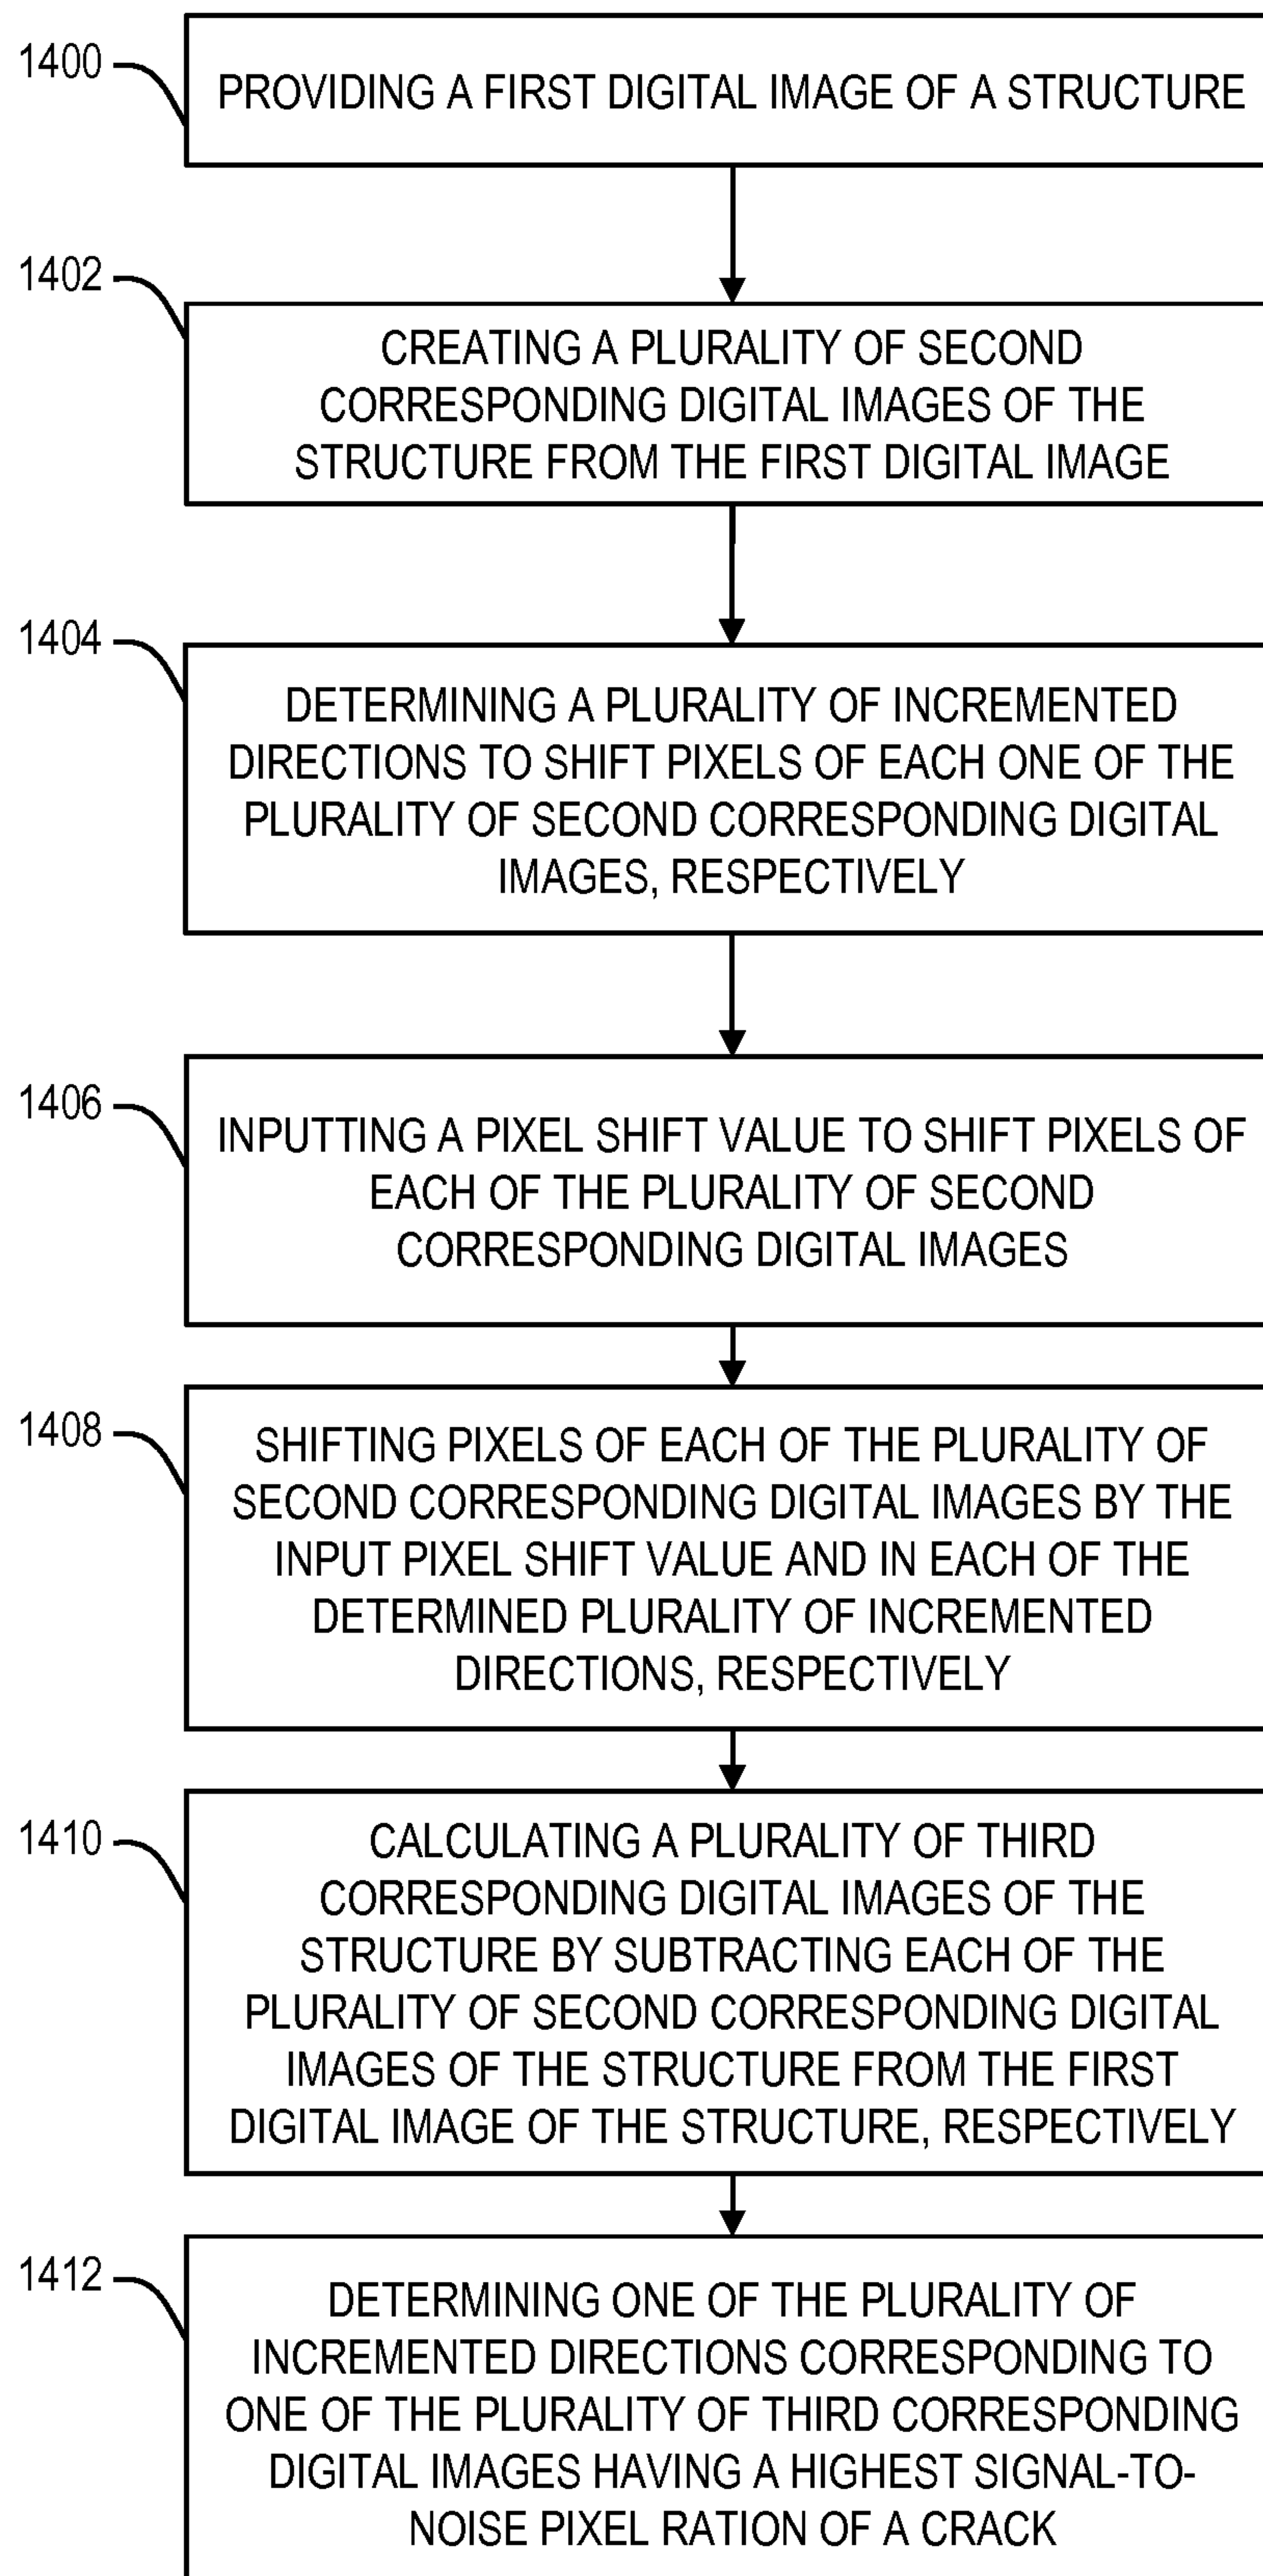 1400
PROVIDING A FIRST DIGITAL IMAGE OF A STRUCTURE
1402
CREATING A PLURALITY OF SECOND
CORRESPONDING DIGITAL IMAGES OF THE
STRUCTURE FROM THE FIRST DIGITAL IMAGE
1404
DETERMINING A PLURALITY OF INCREMENTED
DIRECTIONS TO SHIFT PIXELS OF EACH ONE OF THE
PLURALITY OF SECOND CORRESPONDING DIGITAL
IMAGES, RESPECTIVELY
1406
INPUTTING A PIXEL SHIFT VALUE TO SHIFT PIXELS OF
EACH OF THE PLURALITY OF SECOND
CORRESPONDING DIGITAL IMAGES
1408
SHIFTING PIXELS OF EACH OF THE PLURALITY OF
SECOND CORRESPONDING DIGITAL IMAGES BY THE
INPUT PIXEL SHIFT VALUE AND IN EACH OF THE
DETERMINED PLURALITY OF INCREMENTED
DIRECTIONS, RESPECTIVELY
1410
CALCULATING A PLURALITY OF THIRD
CORRESPONDING DIGITAL IMAGES OF THE
STRUCTURE BY SUBTRACTING EACH OF THE
PLURALITY OF SECOND CORRESPONDING DIGITAL
IMAGES OF THE STRUCTURE FROM THE FIRST
DIGITAL IMAGE OF THE STRUCTURE, RESPECTIVELY
1412
DETERMINING ONE OF THE PLURALITY OF
INCREMENTED DIRECTIONS CORRESPONDING TO
ONE OF THE PLURALITY OF THIRD CORRESPONDING
DIGITAL IMAGES HAVING A HIGHEST SIGNAL-TO-
NOISE PIXEL RATION OF A CRACK